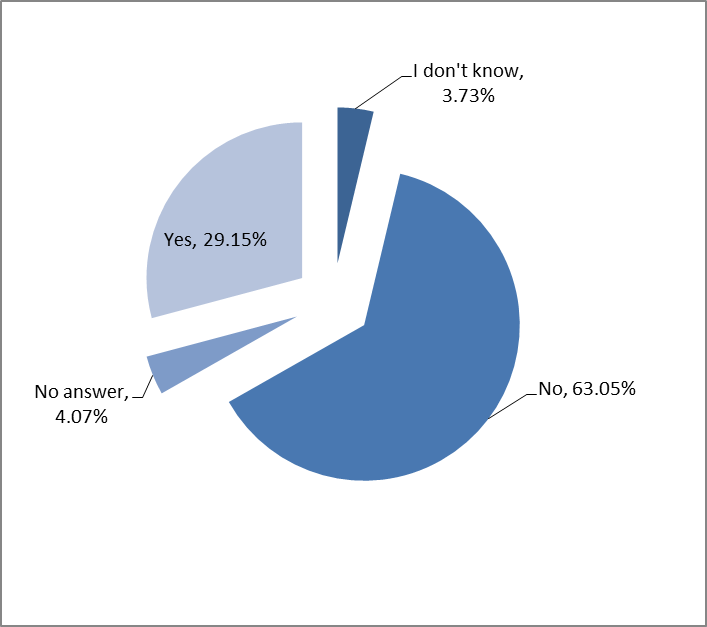 I don't know,
3.73%
Yes, 29.15%
No, 63.05%
No answer,
4.07%